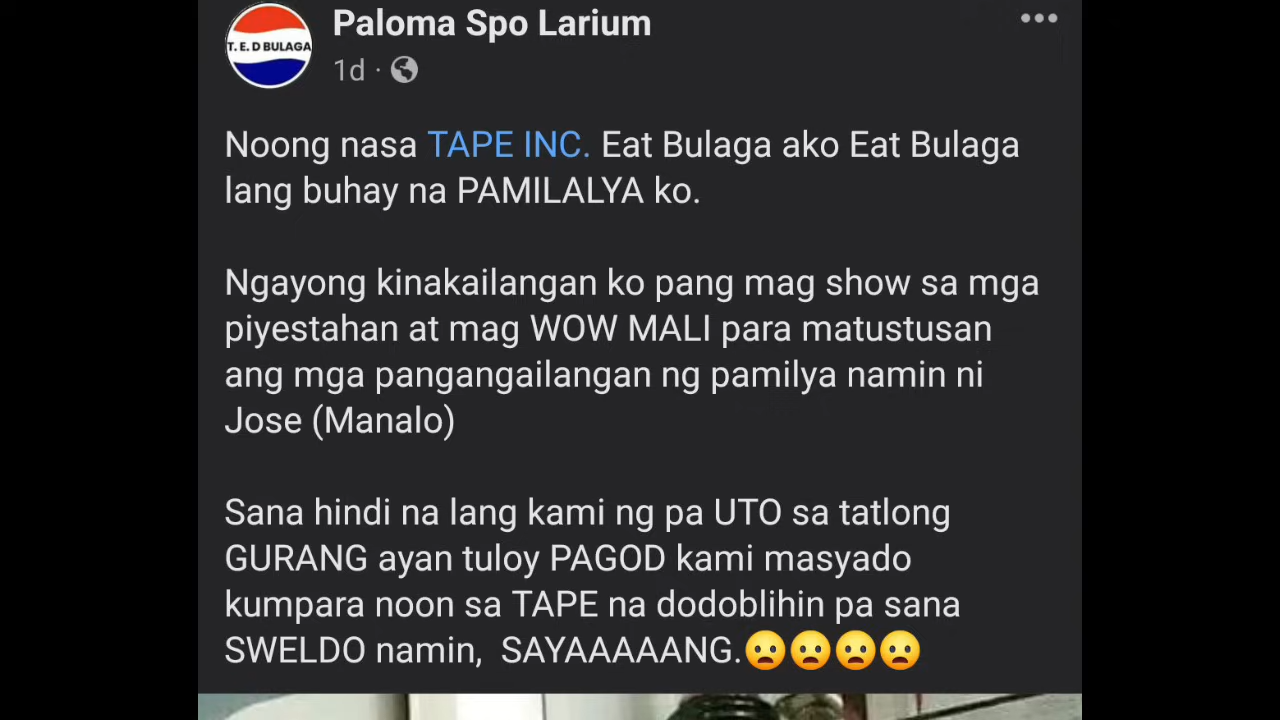 Paloma Spo Larium
T. E. D BULAGA
1d ·
Noong nasa TAPE INC. Eat Bulaga ako Eat Bulaga
lang buhay na PAMILALYA ko.
Ngayong kinakailangan ko pang mag show sa mga
piyestahan at mag WOW MALI para matustusan
ang mga pangangailangan ng pamilya namin ni
Jose (Manalo)
Sana hindi na lang kami ng pa UTO sa tatlong
GURANG ayan tuloy PAGOD kami masyado
kumpara noon sa TAPE na dodoblihin pa sana
SWELDO namin,  SAYAAAAANG.😦😦😦😦